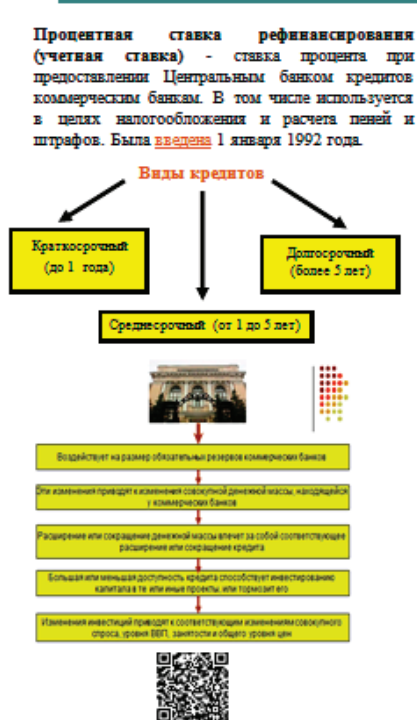 Процентная ставка рефинансирования
(учетная ставка) - ставка процента при
предоставлении Центральным банком кредитов
коммерческим банкам. В том числе используется
в целях налогообложения и расчета пеней и
штрафов. Была введена 1 января 1992 года.
Виды кредитов
Краткосрочный
(до 1 года)
Долгосрочный
(более 5 лет)
Среднесрочный (от 1 до 5 лет)
Воздействует на размер обязательных резервов коммерческих банков
Эти изменения приводят к изменения совокупной денежной массы, находящейся
у коммерческих банков
Расширение или сокращение денежной массы влечет за собой соответствующее
расширение или сокращение кредита
Большая или меньшая доступность кредита способствует инвестированию
капитала в те или иные проекты, или тормозит его
Изменения инвестиций приводят к соответствующим изменениям совокупного
спроса, уровня ВВП, занятости и общего уровня цен